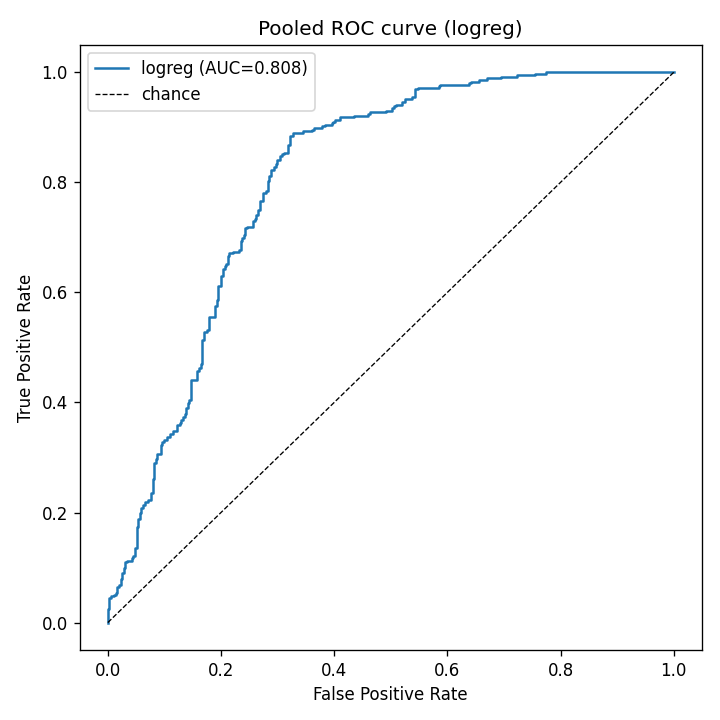 Pooled ROC curve (logreg)
logreg (AUC=0.808)
chance
True Positive Rate
1.0
0.8
0.6
0.4
0.2
0.0
0.0 0.2 0.4 0.6 0.8 1.0
False Positive Rate